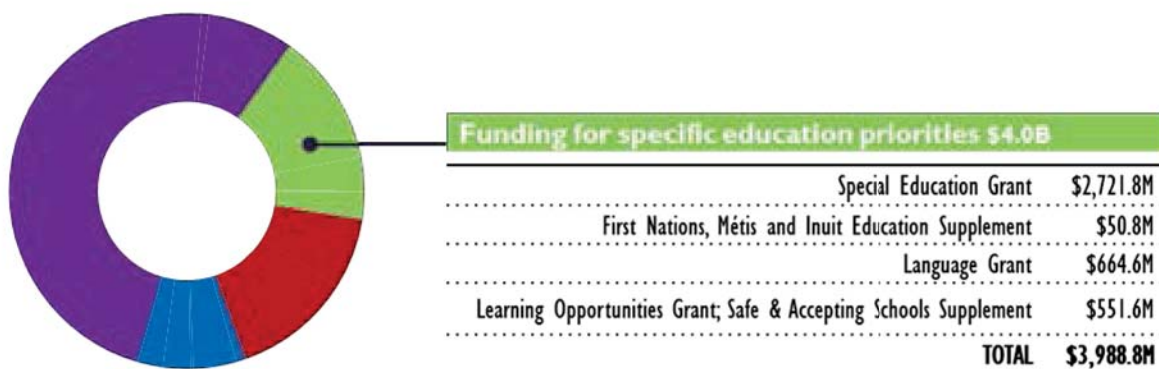 Funding for specific education priorities $4.0B
Special Education Grant $2,721.8M
First Nations, Métis and Inuit Education Supplement $50.8M
Language Grant $664.6M
Learning Opportunities Grant; Safe & Accepting Schools Supplement $551.6M
TOTAL $3,988.8M